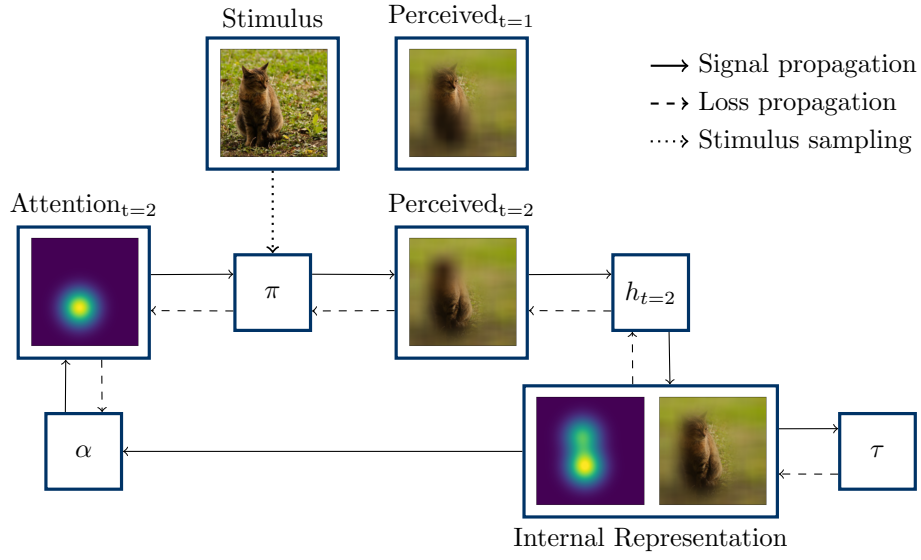 Stimulus
Perceived_{t=1}
Signal propagation
Loss propagation
Stimulus sampling
Attention_{t=2}
Perceived_{t=2}
π
h_{t=2}
α
τ
Internal Representation